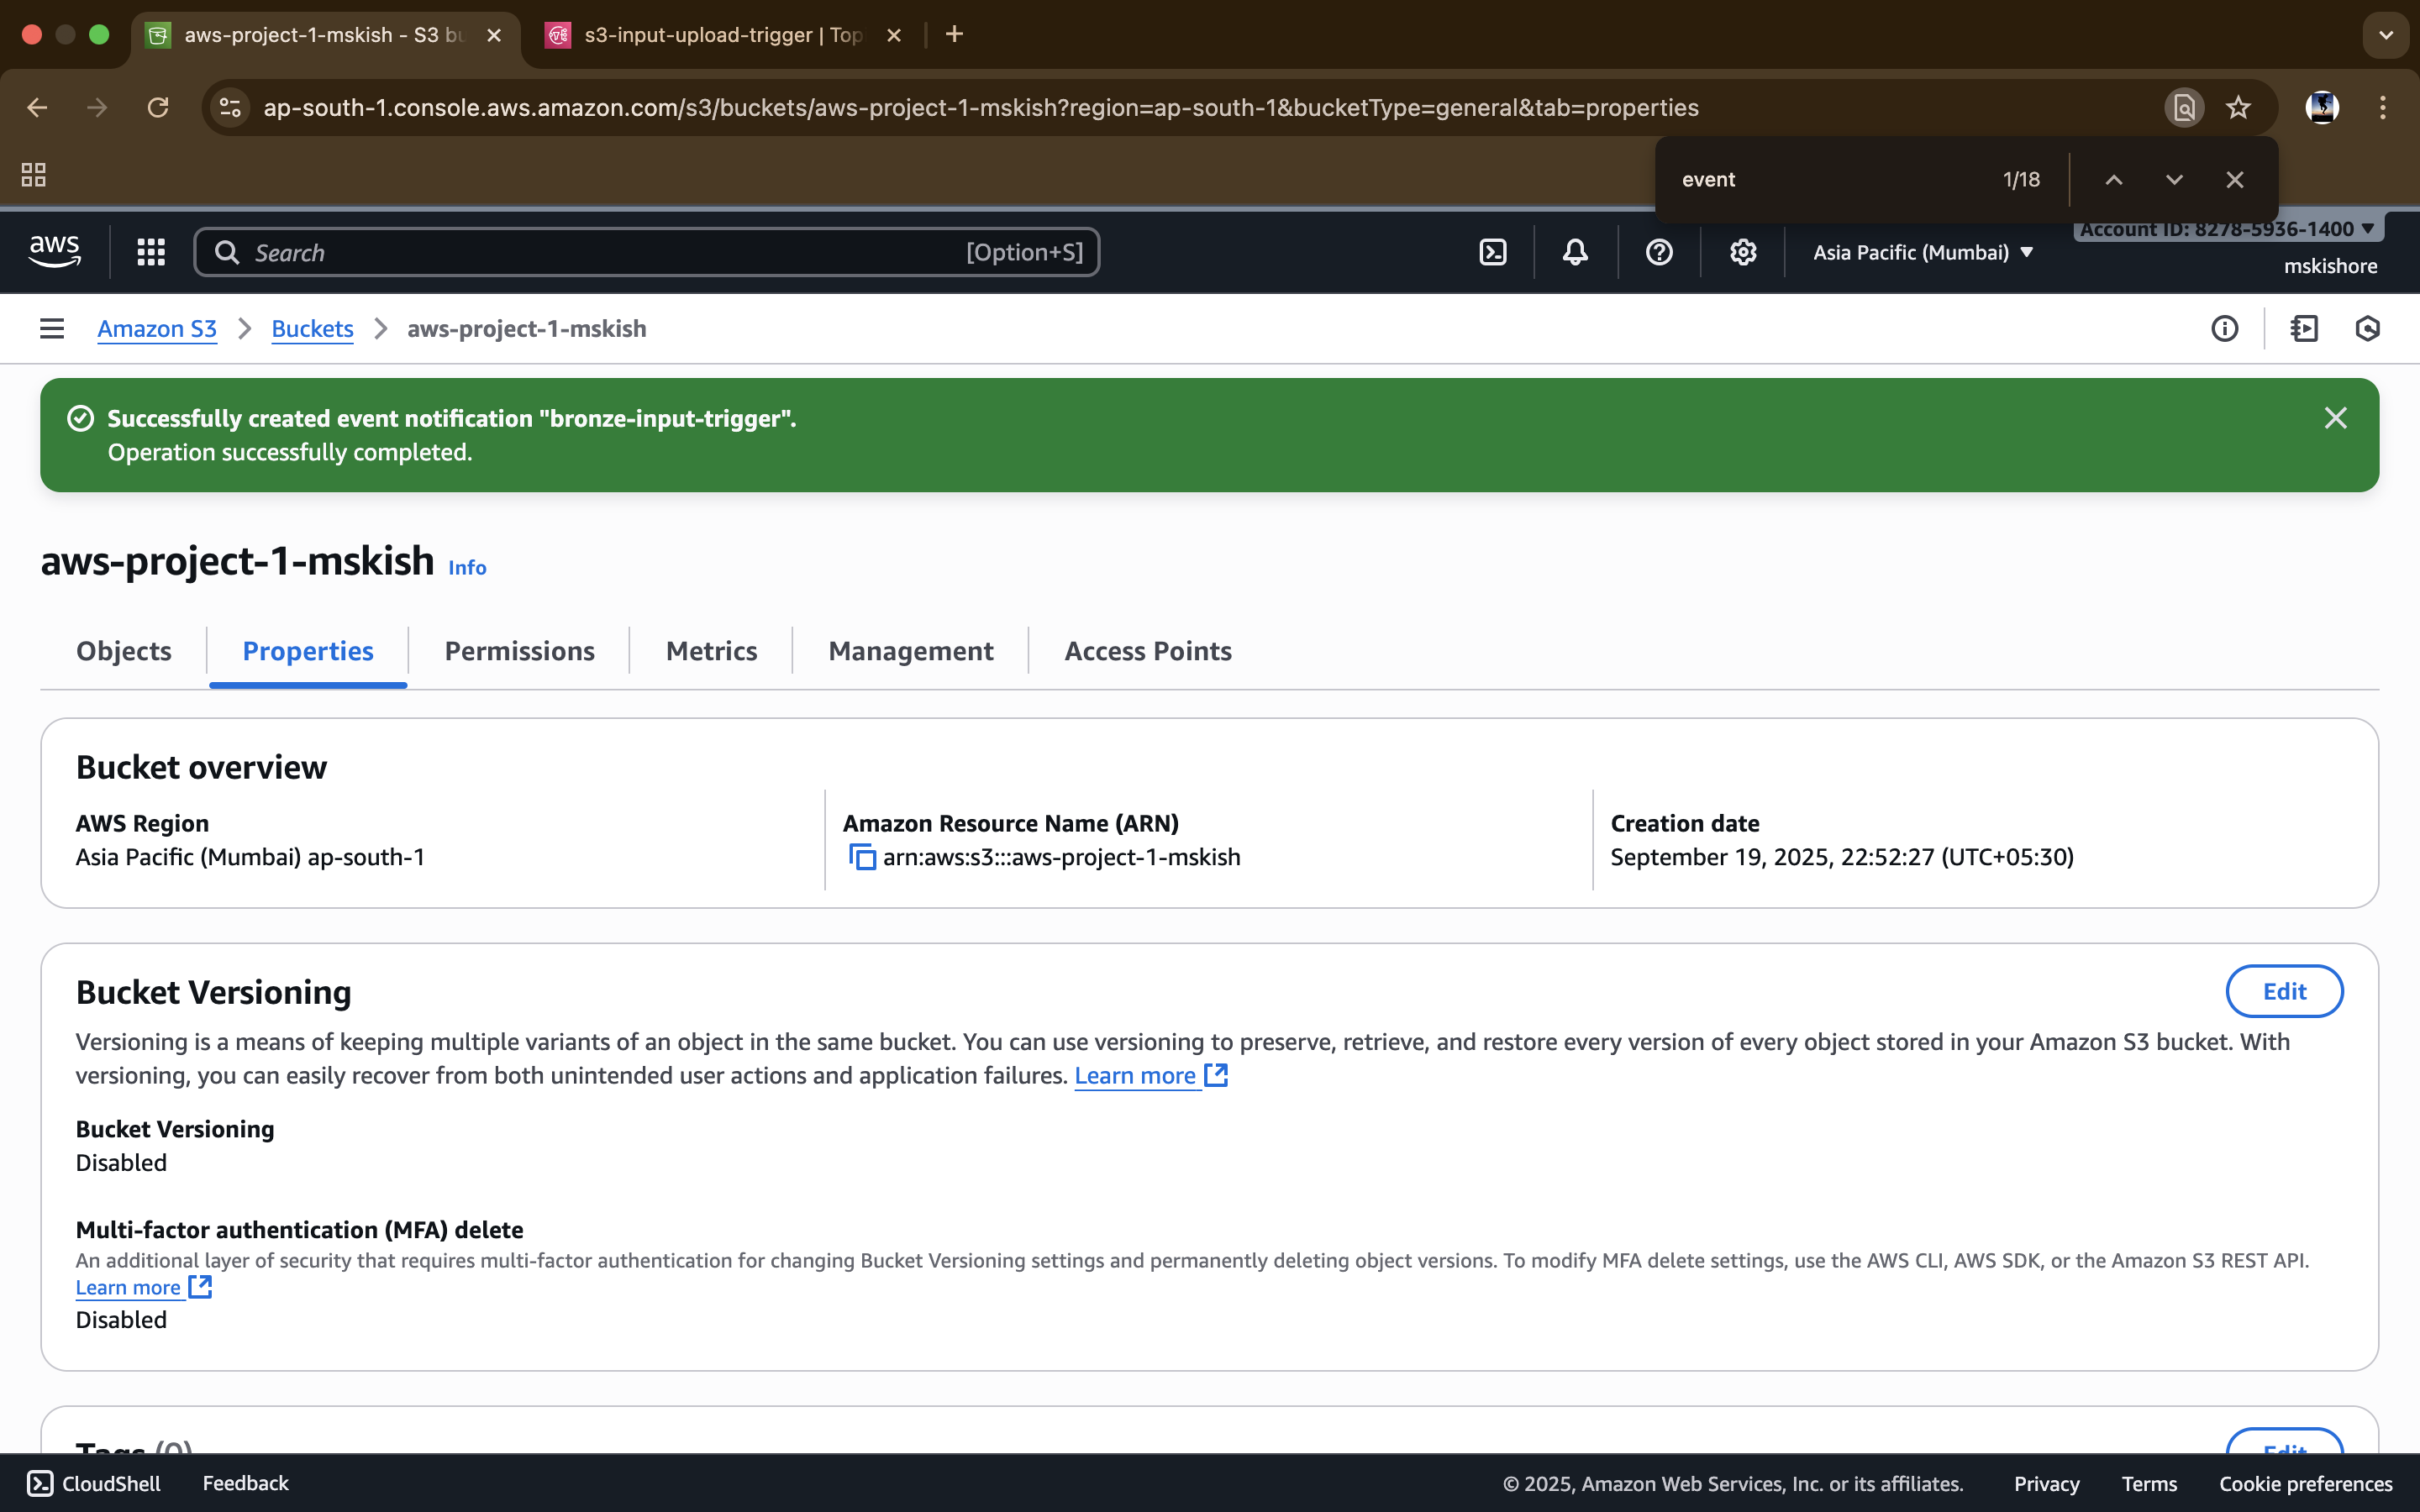 aws-project-1-mskish - S3 bu
s3-input-upload-trigger | Top
ap-south-1.console.aws.amazon.com/s3/buckets/aws-project-1-mskish?region=ap-south-1&bucketType=general&tab=properties
event 1/18
aws
Search [Option+S]
Asia Pacific (Mumbai)
Account ID: 8278-5936-1400
mskishore
Amazon S3 > Buckets > aws-project-1-mskish
Successfully created event notification "bronze-input-trigger".
Operation successfully completed.
aws-project-1-mskish Info
Objects Properties Permissions Metrics Management Access Points
Bucket overview
AWS Region
Asia Pacific (Mumbai) ap-south-1
Amazon Resource Name (ARN)
arn:aws:s3:::aws-project-1-mskish
Creation date
September 19, 2025, 22:52:27 (UTC+05:30)
Bucket Versioning
Edit
Versioning is a means of keeping multiple variants of an object in the same bucket. You can use versioning to preserve, retrieve, and restore every version of every object stored in your Amazon S3 bucket. With
versioning, you can easily recover from both unintended user actions and application failures. Learn more
Bucket Versioning
Disabled
Multi-factor authentication (MFA) delete
An additional layer of security that requires multi-factor authentication for changing Bucket Versioning settings and permanently deleting object versions. To modify MFA delete settings, use the AWS CLI, AWS SDK, or the Amazon S3 REST API.
Learn more
Disabled
Tags (0)
Edit
CloudShell Feedback
© 2025, Amazon Web Services, Inc. or its affiliates. Privacy Terms Cookie preferences